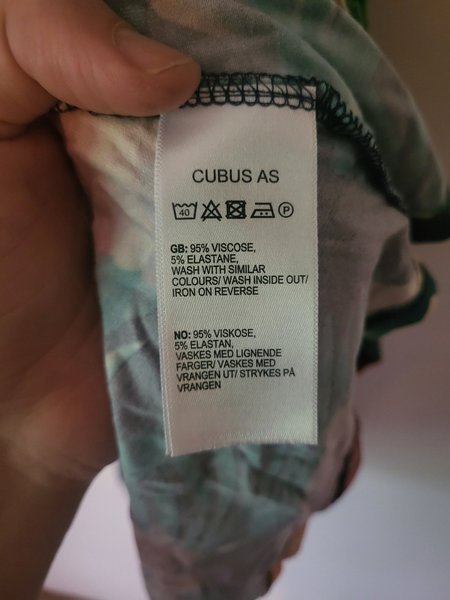 CUBUS AS
40 P
GB: 95% VISCOSE,
5% ELASTANE,
WASH WITH SIMILAR
COLOURS/ WASH INSIDE OUT/
IRON ON REVERSE
NO: 95% VISKOSE,
5% ELASTAN,
VASKES MED LIGNENDE
FARGER/ VASKES MED
VRANGEN UT/ STRYKES PÅ
VRANGEN